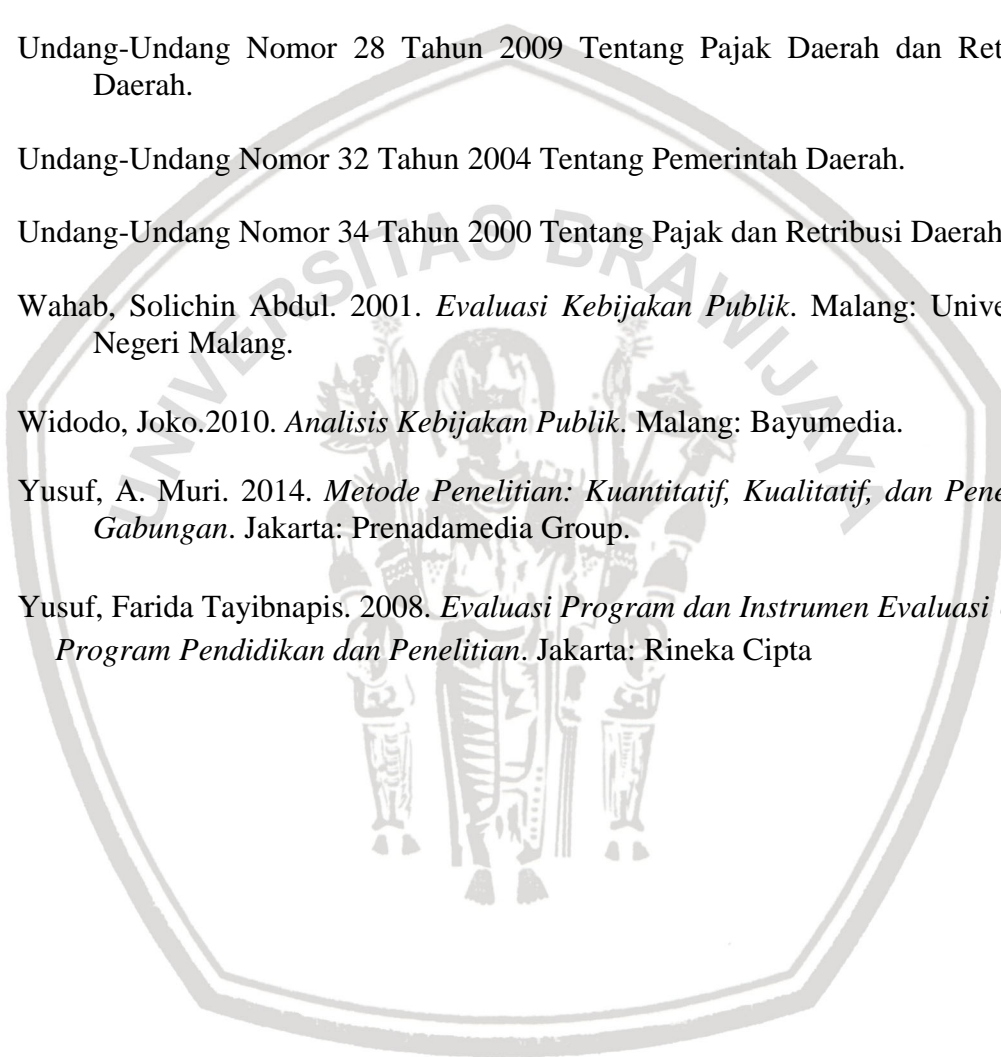 Undang-Undang Nomor 28 Tahun 2009 Tentang Pajak Daerah dan Ret
Daerah.
Undang-Undang Nomor 32 Tahun 2004 Tentang Pemerintah Daerah.
Undang-Undang Nomor 34 Tahun 2000 Tentang Pajak dan Retribusi Daerah
Wahab, Solichin Abdul. 2001. Evaluasi Kebijakan Publik. Malang: Unive
Negeri Malang.
Widodo, Joko.2010. Analisis Kebijakan Publik. Malang: Bayumedia.
Yusuf, A. Muri. 2014. Metode Penelitian: Kuantitatif, Kualitatif, dan Pene
Gabungan. Jakarta: Prenadamedia Group.
Yusuf, Farida Tayibnapis. 2008. Evaluasi Program dan Instrumen Evaluasi
Program Pendidikan dan Penelitian. Jakarta: Rineka Cipta
UNIVERSITAS BRAWIJAYA